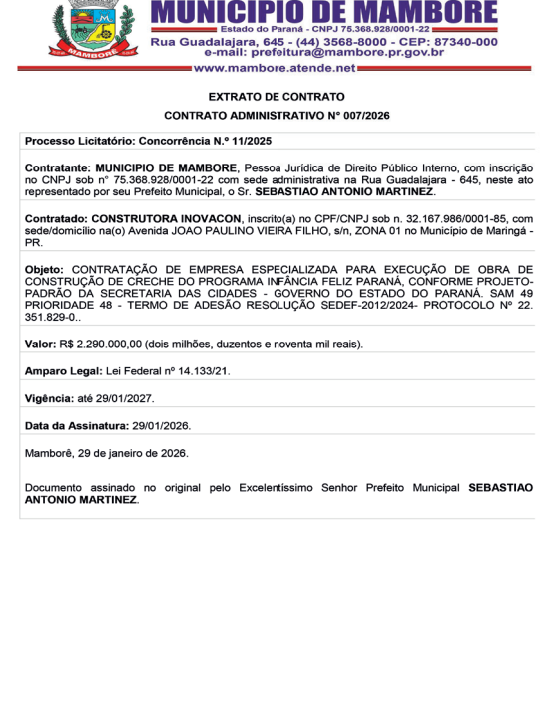 MUNICÍPIO DE MAMBORÊ
Estado do Paraná - CNPJ 75.368.928/0001-22
Rua Guadalajara, 645 - (44) 3568-8000 - CEP: 87340-000
e-mail: prefeitura@mambore.pr.gov.br
www.mambore.atende.net
MAMBORÊ
EXTRATO DE CONTRATO
CONTRATO ADMINISTRATIVO N° 007/2026
Processo Licitatório: Concorrência N.º 11/2025
Contratante: MUNICIPIO DE MAMBORE, Pessoa Jurídica de Direito Público Interno, com inscrição
no CNPJ sob n° 75.368.928/0001-22 com sede administrativa na Rua Guadalajara - 645, neste ato
representado por seu Prefeito Municipal, o Sr. SEBASTIAO ANTONIO MARTINEZ.
Contratado: CONSTRUTORA INOVACON, inscrito(a) no CPF/CNPJ sob n. 32.167.986/0001-85, com
sede/domicílio na(o) Avenida JOAO PAULINO VIEIRA FILHO, s/n, ZONA 01 no Município de Maringá -
PR.
Objeto: CONTRATAÇÃO DE EMPRESA ESPECIALIZADA PARA EXECUÇÃO DE OBRA DE
CONSTRUÇÃO DE CRECHE DO PROGRAMA INFÂNCIA FELIZ PARANÁ, CONFORME PROJETO-
PADRÃO DA SECRETARIA DAS CIDADES - GOVERNO DO ESTADO DO PARANÁ. SAM 49
PRIORIDADE 48 - TERMO DE ADESÃO RESOLUÇÃO SEDEF-2012/2024- PROTOCOLO Nº 22.
351.829-0..
Valor: R$ 2.290.000,00 (dois milhões, duzentos e noventa mil reais).
Amparo Legal: Lei Federal nº 14.133/21.
Vigência: até 29/01/2027.
Data da Assinatura: 29/01/2026.
Mamborê, 29 de janeiro de 2026.
Documento assinado no original pelo Excelentíssimo Senhor Prefeito Municipal SEBASTIAO
ANTONIO MARTINEZ.